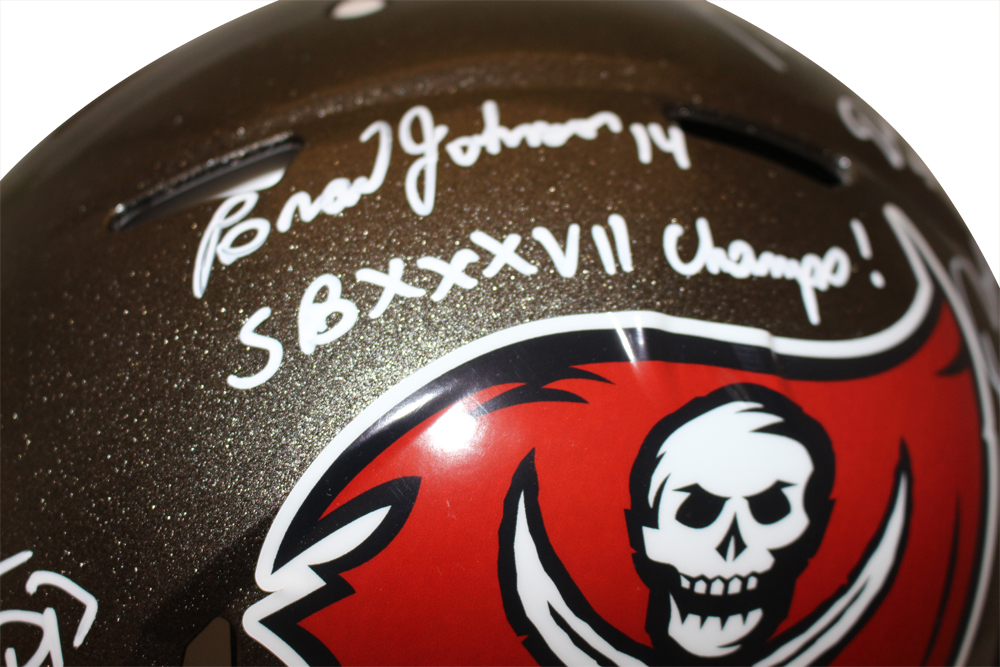 Brad Johnson 14
SB XXXVII Champs!